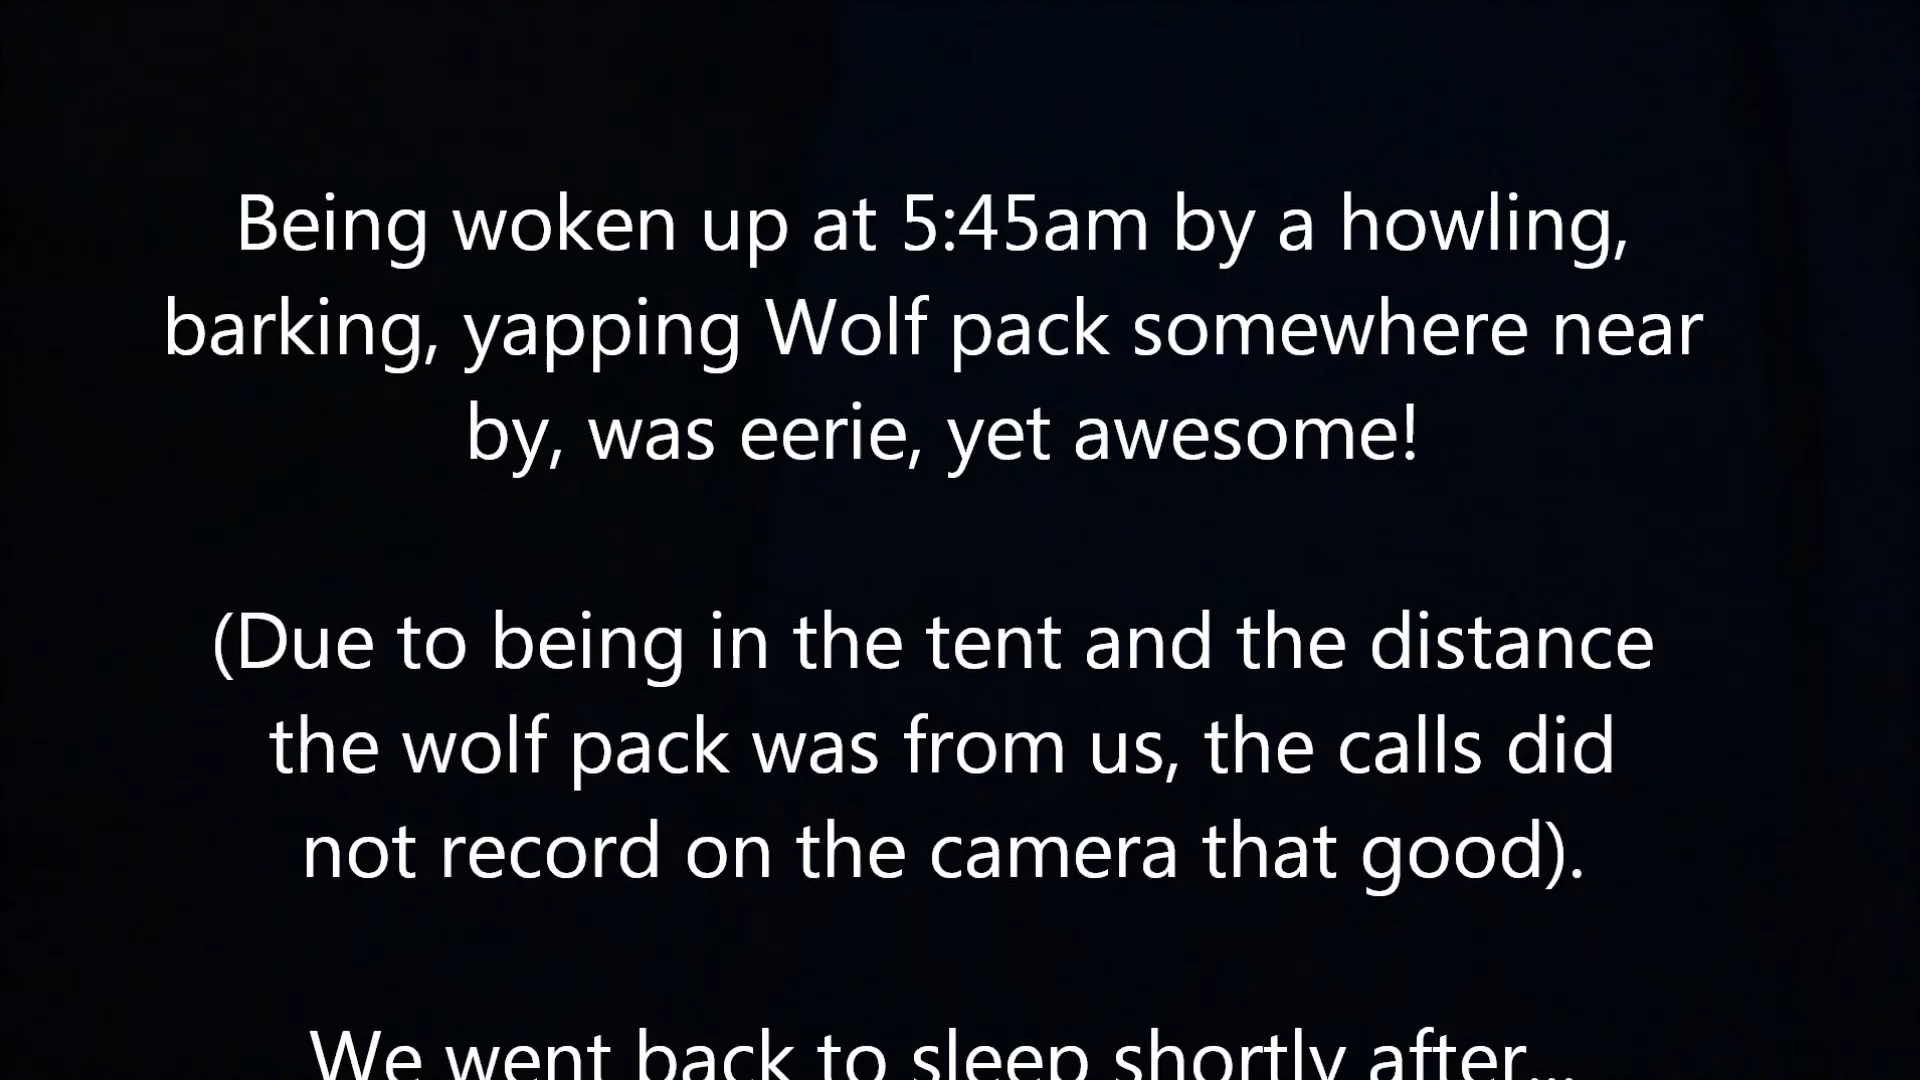 Being woken up at 5:45am by a howling,
barking, yapping Wolf pack somewhere near
by, was eerie, yet awesome!
(Due to being in the tent and the distance
the wolf pack was from us, the calls did
not record on the camera that good).
We went back to sleep shortly after...